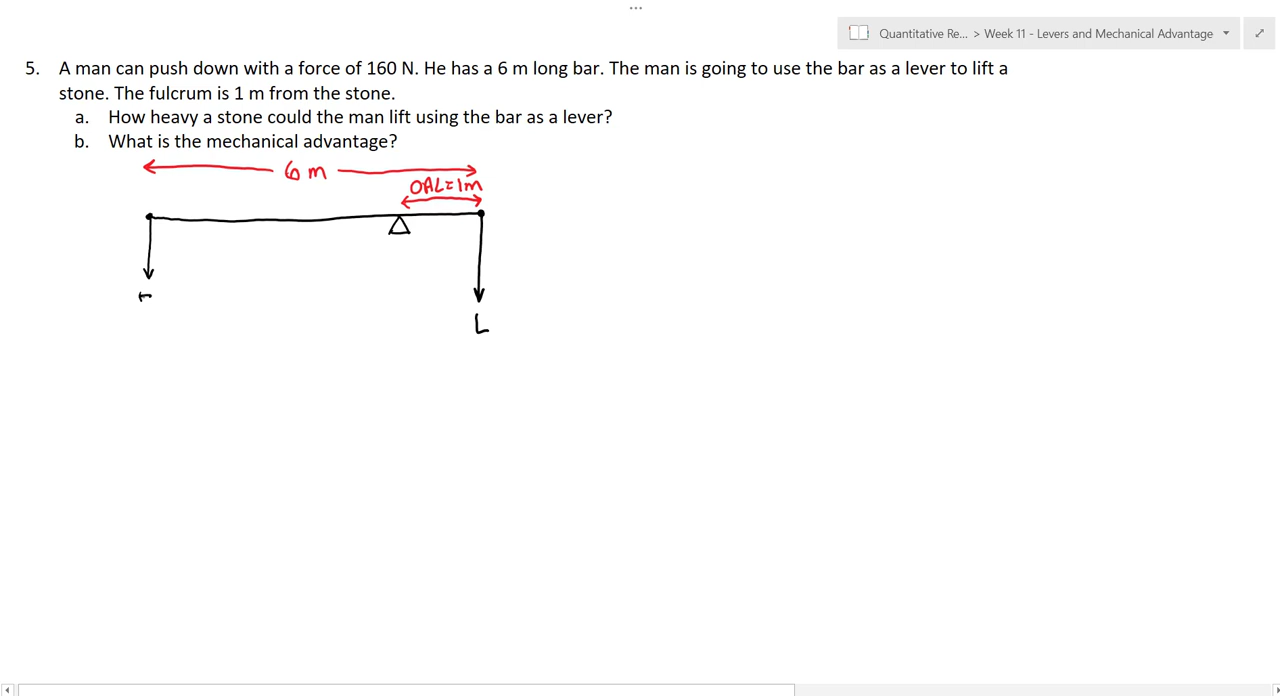 ...
Quantitative Re... > Week 11 - Levers and Mechanical Advantage
5. A man can push down with a force of 160 N. He has a 6 m long bar. The man is going to use the bar as a lever to lift a
stone. The fulcrum is 1 m from the stone.
a. How heavy a stone could the man lift using the bar as a lever?
b. What is the mechanical advantage?
6 m
OAL=1m
L